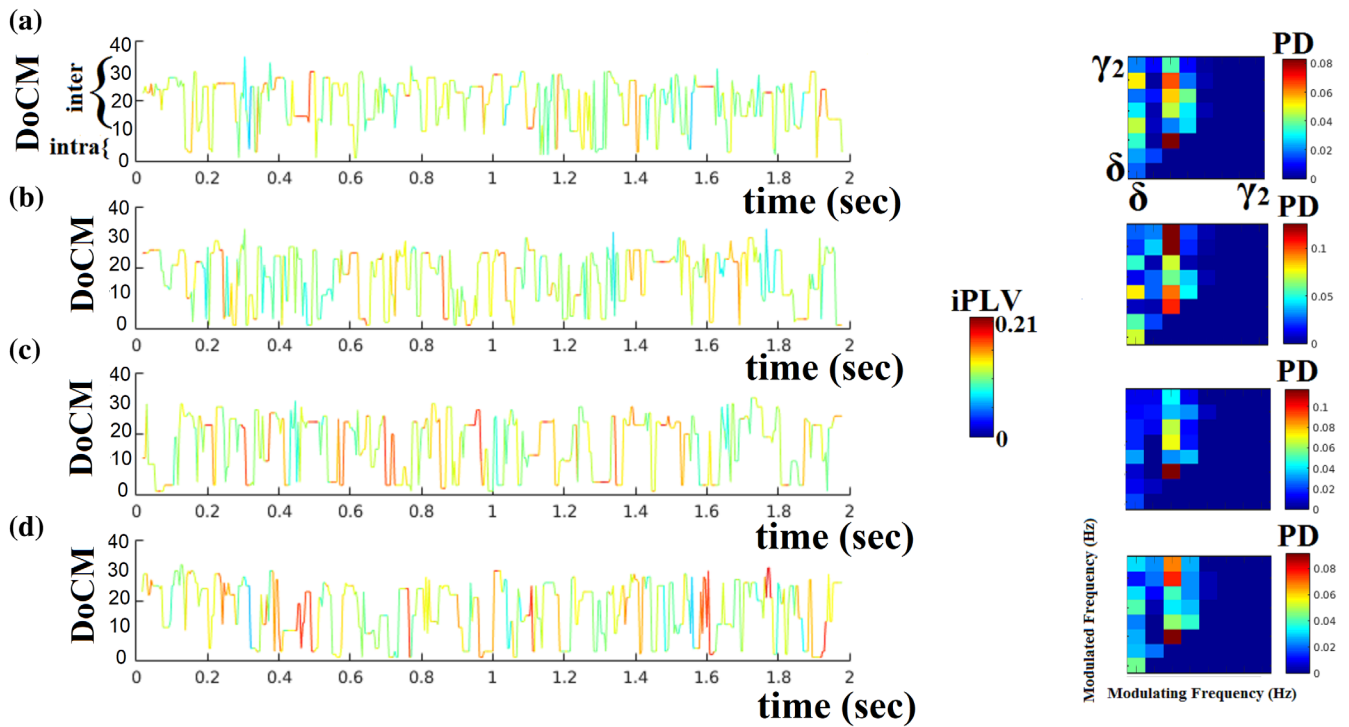 (a)
DoCM
40
30
20
10
0
inter
intra
0.2 0.4 0.6 0.8 1 1.2 1.4 1.6 1.8 2
time (sec)
γ2
δ
δ γ2
PD
0.08
0.06
0.04
0.02
0
(b)
DoCM
40
30
20
10
0
0.2 0.4 0.6 0.8 1 1.2 1.4 1.6 1.8 2
time (sec)
iPLV
0.21
0
PD
0.1
0.05
0
(c)
DoCM
40
30
20
10
0
0 0.2 0.4 0.6 0.8 1 1.2 1.4 1.6 1.8 2
time (sec)
PD
0.1
0.08
0.06
0.04
0.02
0
(d)
DoCM
40
30
20
10
0
0 0.2 0.4 0.6 0.8 1 1.2 1.4 1.6 1.8 2
time (sec)
Modulated Frequency (Hz)
Modulating Frequency (Hz)
PD
0.08
0.06
0.04
0.02
0